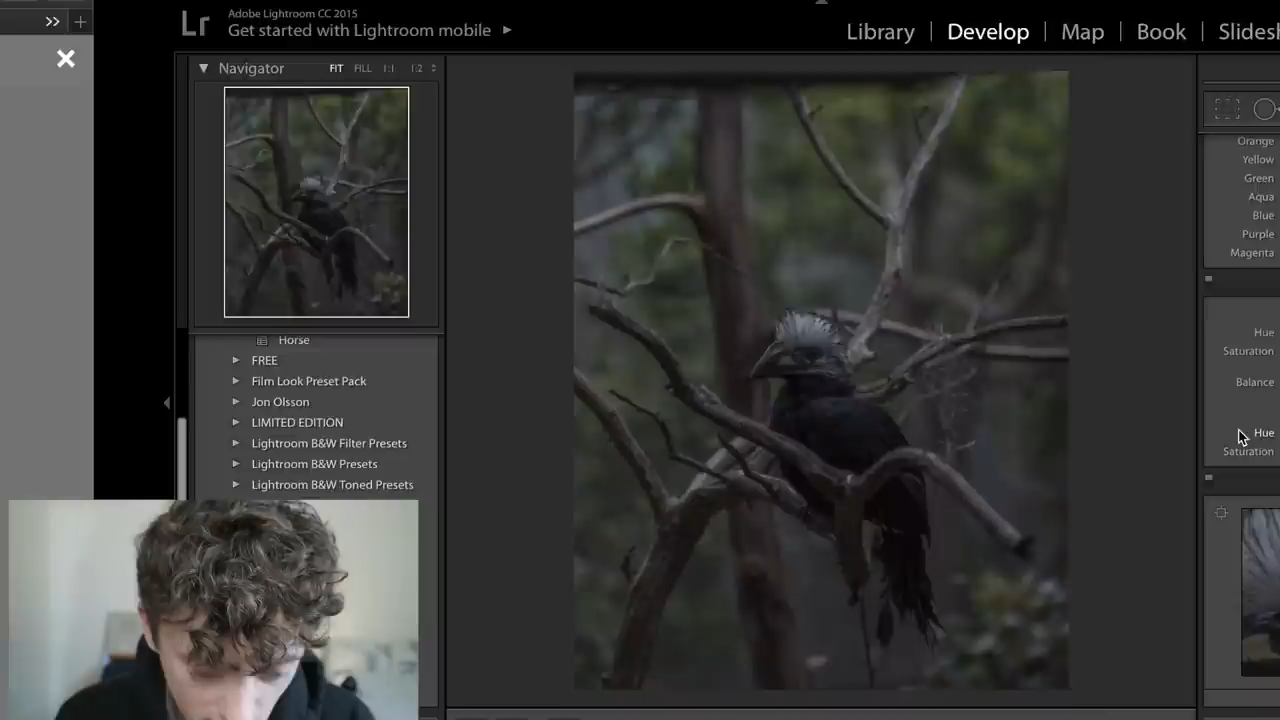 Lr
Adobe Lightroom CC 2015
Get started with Lightroom mobile
Library | Develop | Map | Book |
Navigator FIT FILL 1:1 1:2
Horse
FREE
Film Look Preset Pack
Jon Olsson
LIMITED EDITION
Lightroom B&W Filter Presets
Lightroom B&W Presets
Lightroom B&W Toned Presets
Orange
Yellow
Green
Aqua
Blue
Purple
Magenta
Hue
Saturation
Balance
Hue
Saturation